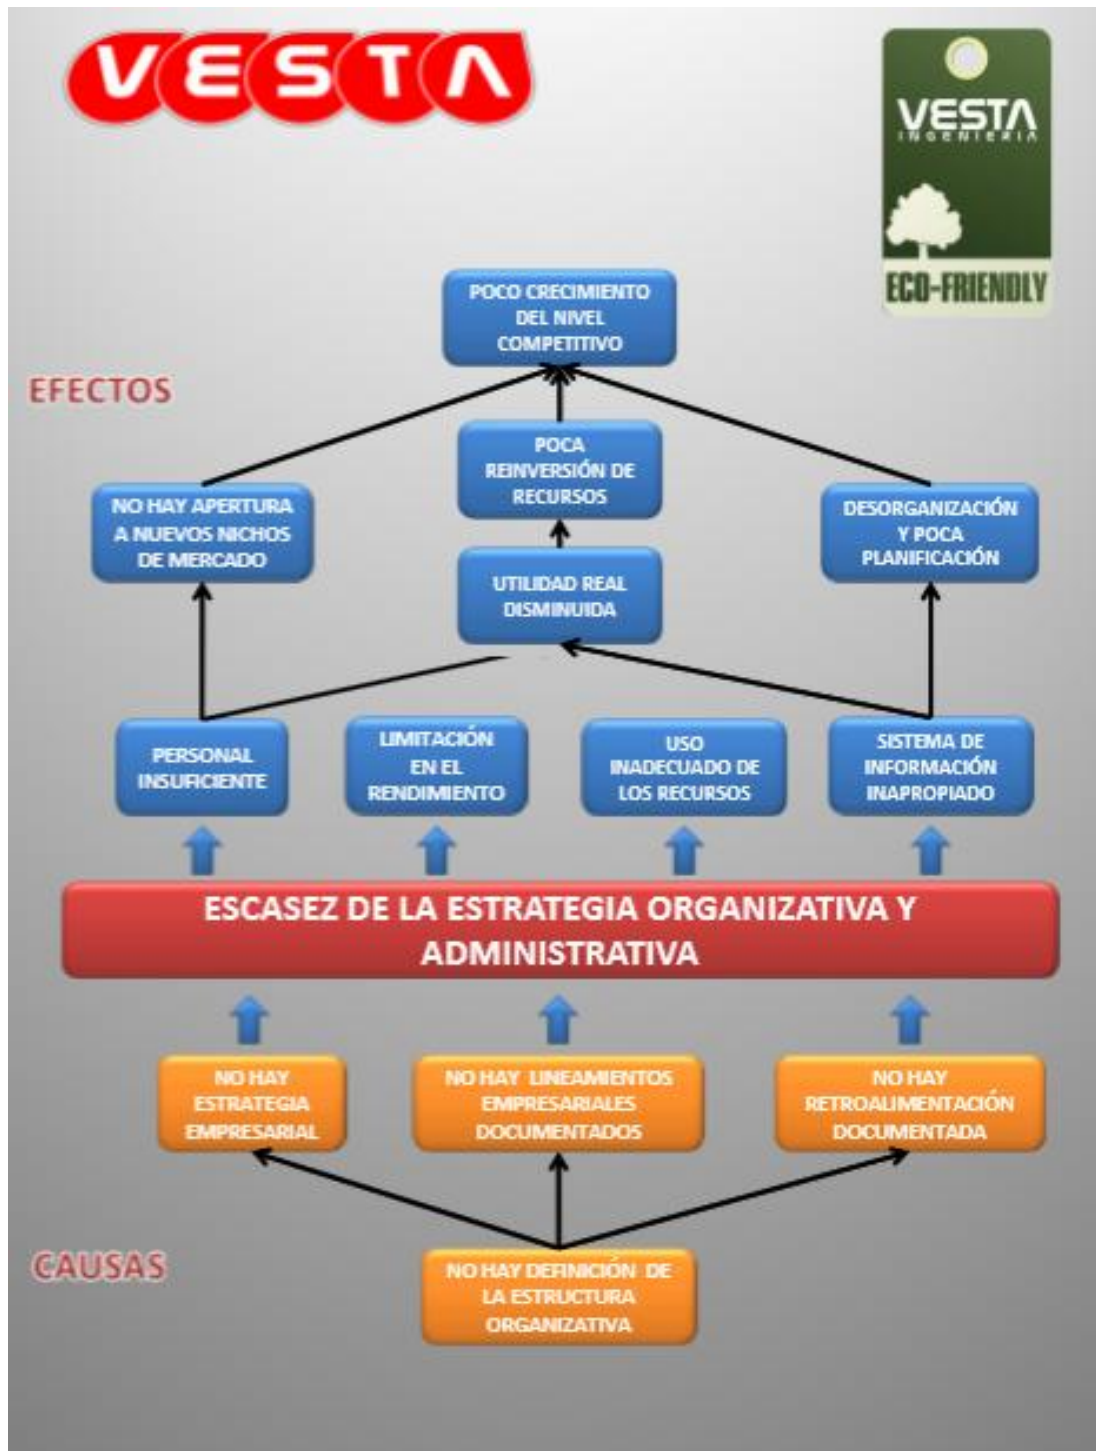 VESTA
VESTA
INGENIERIA
ECO-FRIENDLY
POCO CRECIMIENTO
DEL NIVEL
COMPETITIVO
EFECTOS
POCA
REINVERSIÓN DE
RECURSOS
NO HAY APERTURA
A NUEVOS NICHOS
DE MERCADO
DESORGANIZACIÓN
Y POCA
PLANIFICACIÓN
UTILIDAD REAL
DISMINUIDA
PERSONAL
INSUFICIENTE
LIMITACIÓN
EN EL
RENDIMIENTO
USO
INADECUADO DE
LOS RECURSOS
SISTEMA DE
INFORMACIÓN
INAPROPIADO
ESCASEZ DE LA ESTRATEGIA ORGANIZATIVA Y
ADMINISTRATIVA
NO HAY
ESTRATEGIA
EMPRESARIAL
NO HAY LINEAMIENTOS
EMPRESARIALES
DOCUMENTADOS
NO HAY
RETROALIMENTACIÓN
DOCUMENTADA
CAUSAS
NO HAY DEFINICIÓN DE
LA ESTRUCTURA
ORGANIZATIVA